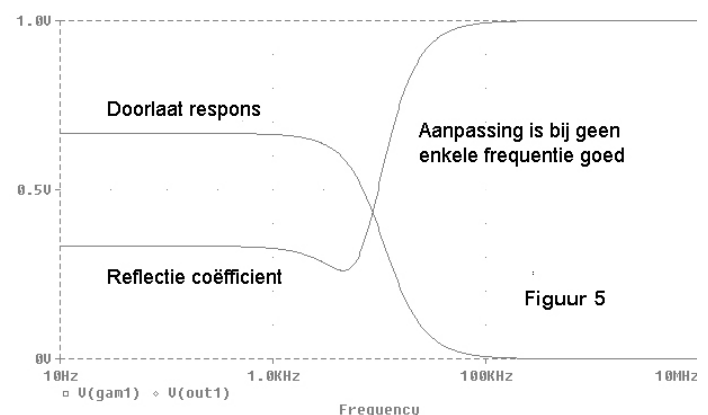 1.0V
Doorlaat respons
Aanpassing is bij geen
enkele frequentie goed
0.5V
Reflectie coëfficient
Figuur 5
0V
10Hz 1.0KHz 100KHz 10MHz
V(gam1) V(out1)
Frequency